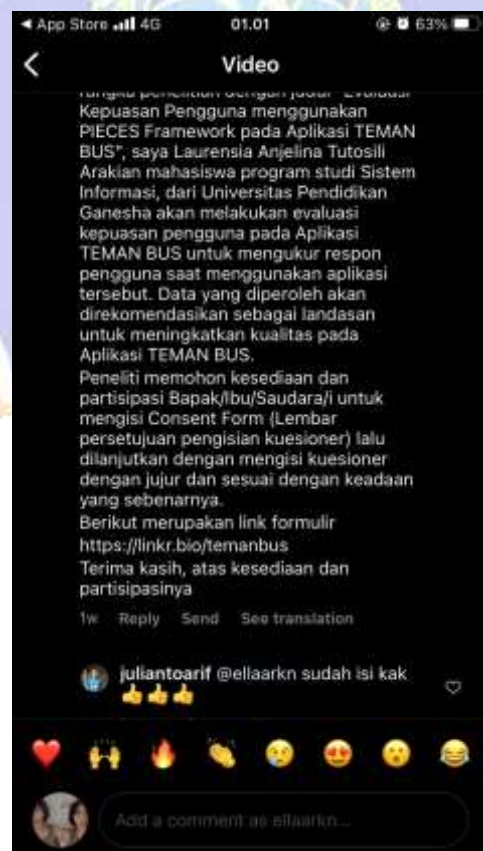 ◄ App Store 4G 01.01 63%
Video
rangka penelitian dengan judul "Evaluasi
Kepuasan Pengguna menggunakan
PIECES Framework pada Aplikasi TEMAN
BUS", saya Laurensia Anjelina Tutosili
Arakian mahasiswa program studi Sistem
Informasi, dari Universitas Pendidikan
Ganesha akan melakukan evaluasi
kepuasan pengguna pada Aplikasi
TEMAN BUS untuk mengukur respon
pengguna saat menggunakan aplikasi
tersebut. Data yang diperoleh akan
direkomendasikan sebagai landasan
untuk meningkatkan kualitas pada
Aplikasi TEMAN BUS.
Peneliti memohon kesediaan dan
partisipasi Bapak/Ibu/Saudara/i untuk
mengisi Consent Form (Lembar
persetujuan pengisian kuesioner) lalu
dilanjutkan dengan mengisi kuesioner
dengan jujur dan sesuai dengan keadaan
yang sebenarnya.
Berikut merupakan link formulir
https://linkr.bio/temanbus
Terima kasih, atas kesediaan dan
partisipasinya
1w Reply Send See translation
juliantoarif @ellaarkn sudah isi kak
👍👍👍
Add a comment as ellaarkn...